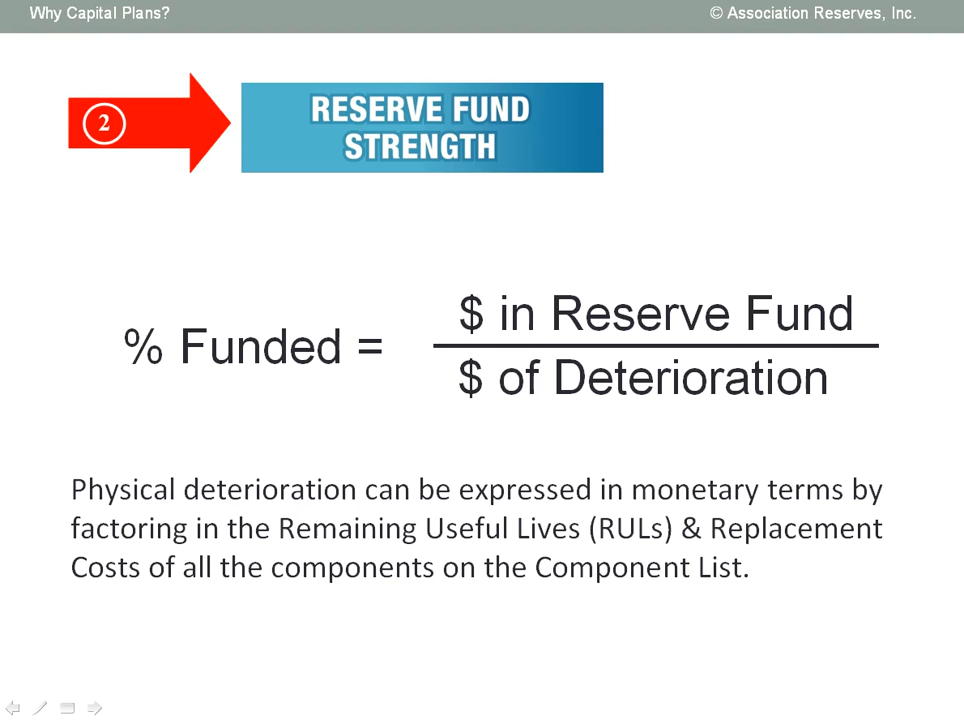 Why Capital Plans?
© Association Reserves, Inc.
2
RESERVE FUND
STRENGTH
% Funded =
$ in Reserve Fund
$ of Deterioration
Physical deterioration can be expressed in monetary terms by
factoring in the Remaining Useful Lives (RULs) & Replacement
Costs of all the components on the Component List.